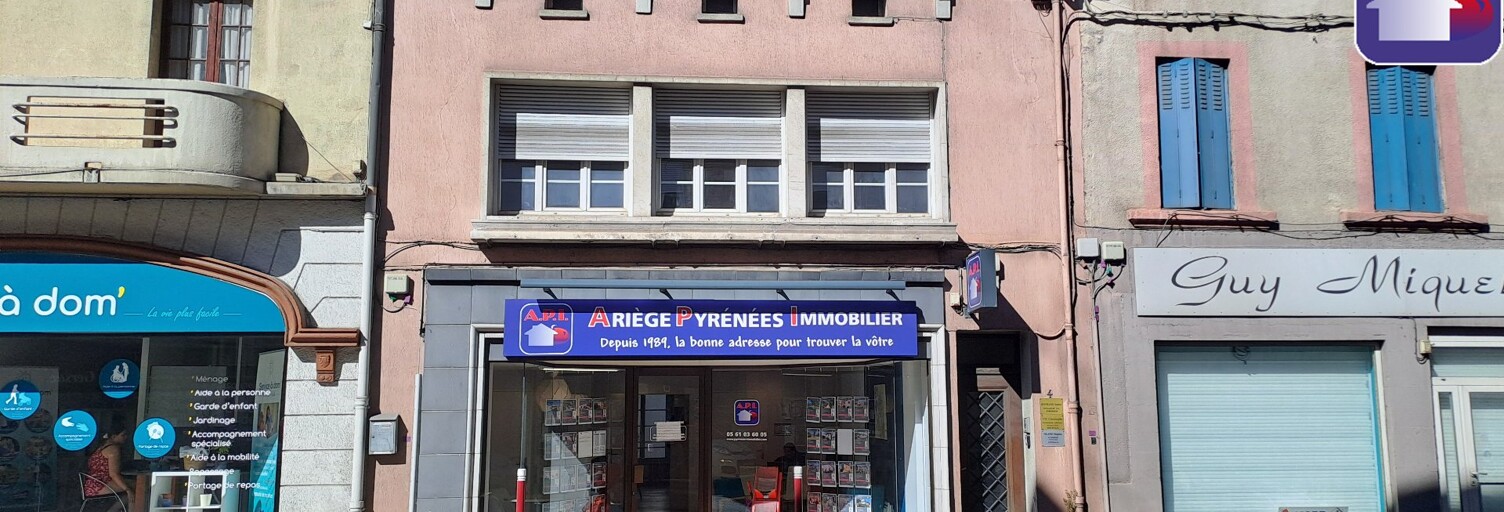 à dom'
La vie plus facile
Ménage
Aide à la personne
Garde d'enfant
Jardinage
Accompagnement
spécialisé
Aide à la mobilité
Repassage
Portage de repas
A.P.I.
ARIÈGE PYRÉNÉES IMMOBILIER
Depuis 1989, la bonne adresse pour trouver la vôtre
A.P.I.
A.P.I.
05 61 03 60 05
Guy Miquel